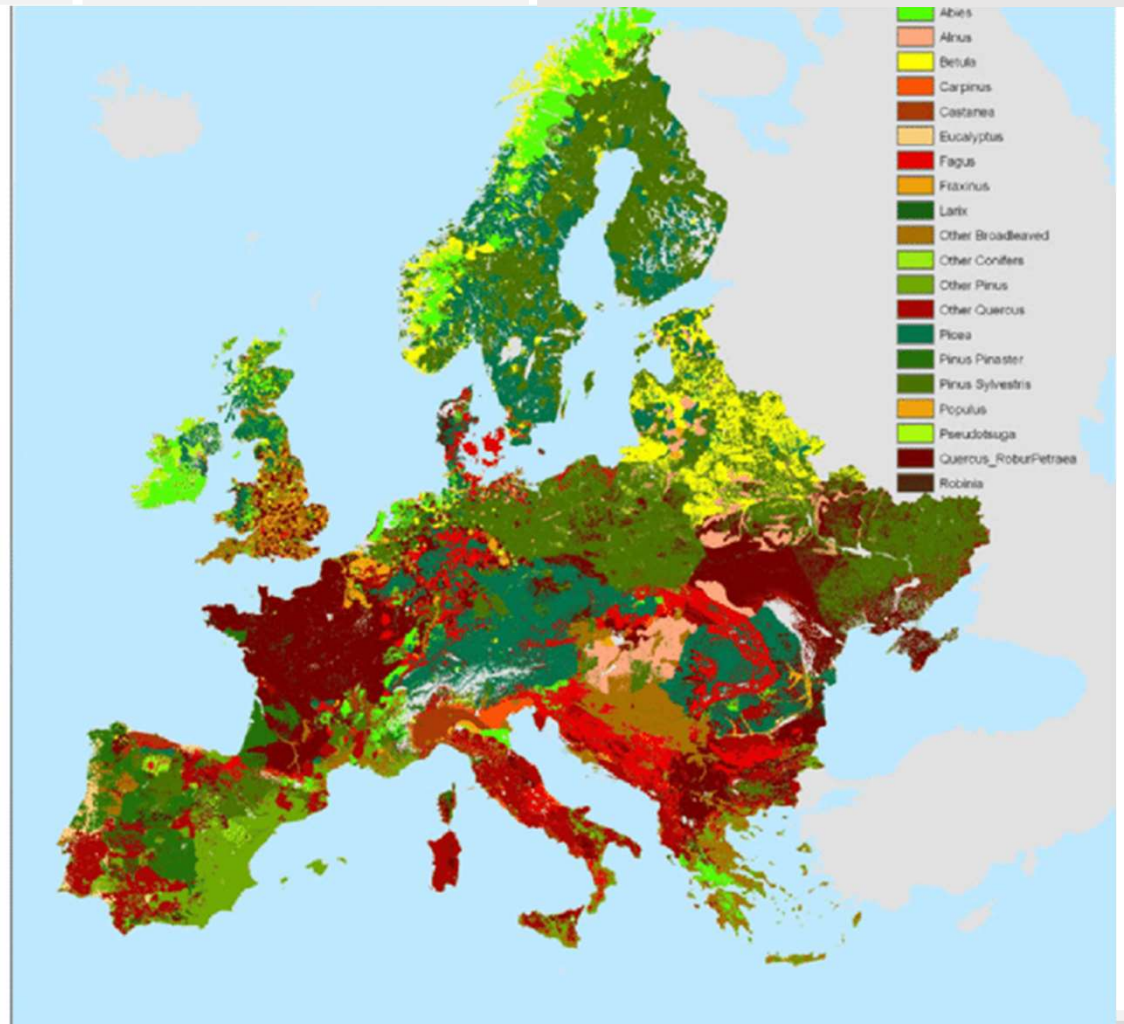 Abies
Alnus
Betula
Carpinus
Castanea
Eucalyptus
Fagus
Fraxinus
Larix
Other Broadleaved
Other Conifers
Other Pinus
Other Quercus
Picea
Pinus Pinaster
Pinus Sylvestris
Populus
Pseudotsuga
Quercus_RoburPetraea
Robinia